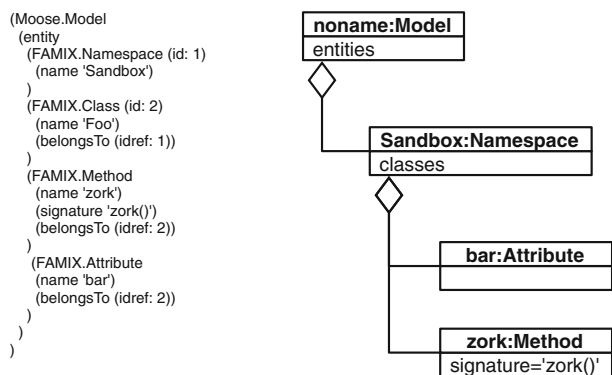 (Moose.Model
(entity
(FAMIX.Namespace (id: 1)
(name 'Sandbox')
)
(FAMIX.Class (id: 2)
(name 'Foo')
(belongsTo (idref: 1))
)
(FAMIX.Method
(name 'zork')
(signature 'zork()')
(belongsTo (idref: 2))
)
(FAMIX.Attribute
(name 'bar')
(belongsTo (idref: 2))
)
)
)
noname:Model
entities
Sandbox:Namespace
classes
bar:Attribute
zork:Method
signature='zork()'